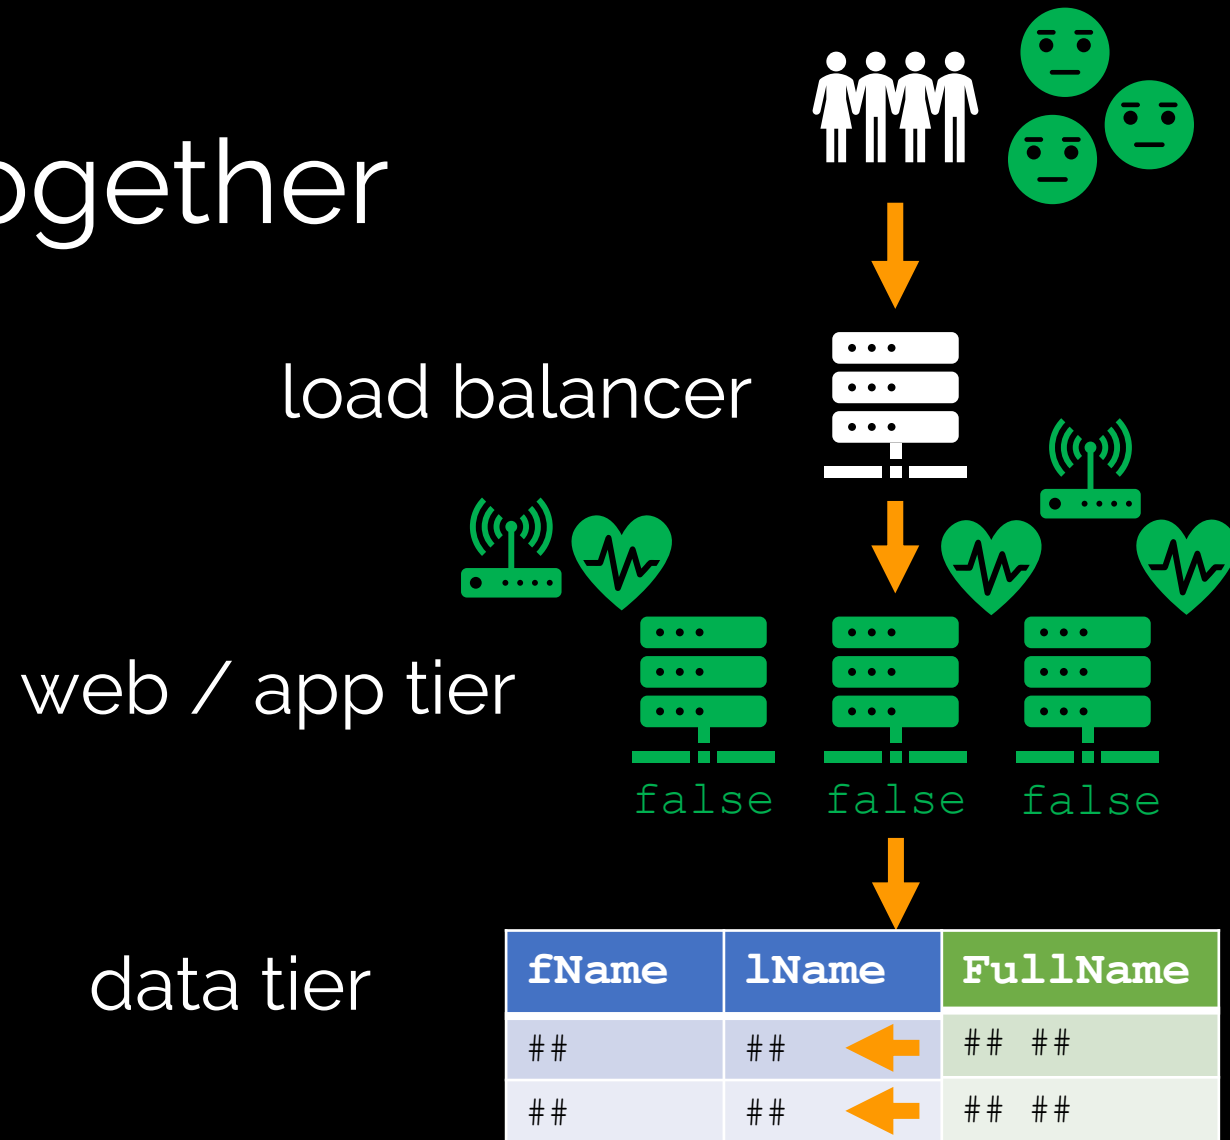 ogether
load balancer
web / app tier
false false false
data tier
fName lName FullName
## ## ## ##
## ## ## ##